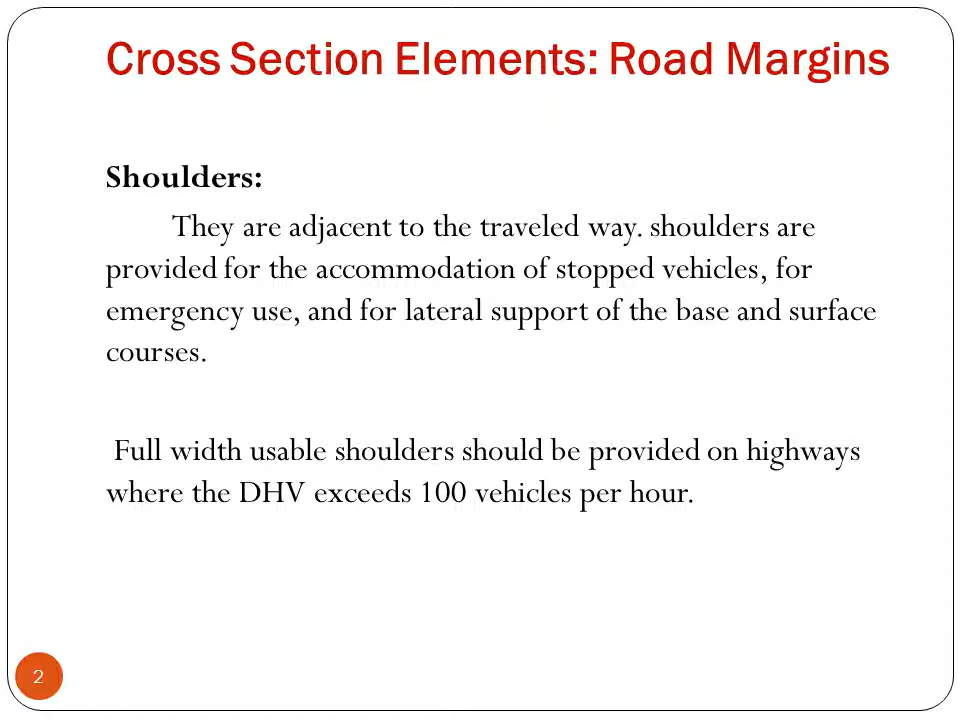 Cross Section Elements: Road Margins
Shoulders:
They are adjacent to the traveled way. shoulders are
provided for the accommodation of stopped vehicles, for
emergency use, and for lateral support of the base and surface
courses.
Full width usable shoulders should be provided on highways
where the DHV exceeds 100 vehicles per hour.
2